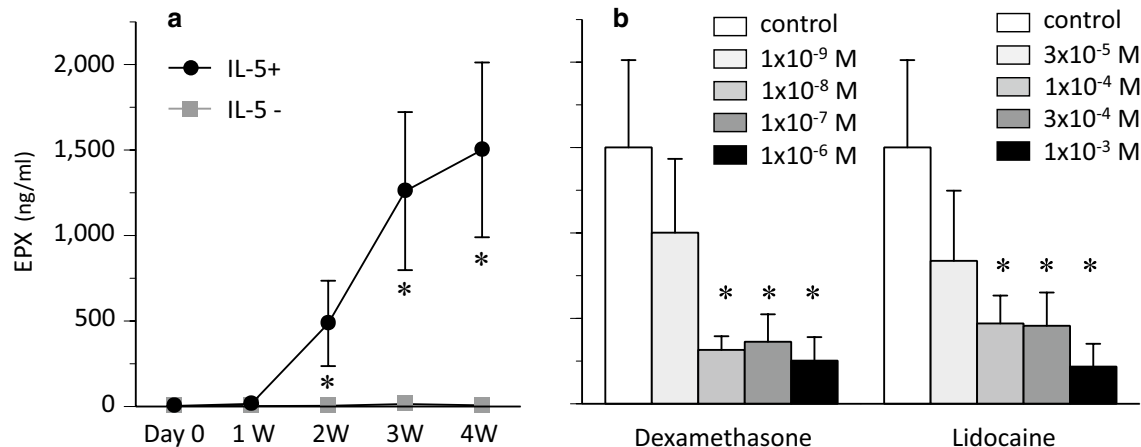 a
2,000
1,500
1,000
500
0
EPX (ng/ml)
IL-5+
IL-5 -
*
*
*
Day 0 1 W 2W 3W 4W
b
control
1x10⁻⁹ M
1x10⁻⁸ M
1x10⁻⁷ M
1x10⁻⁶ M
control
3x10⁻⁵ M
1x10⁻⁴ M
3x10⁻⁴ M
1x10⁻³ M
* * *
* * *
Dexamethasone Lidocaine